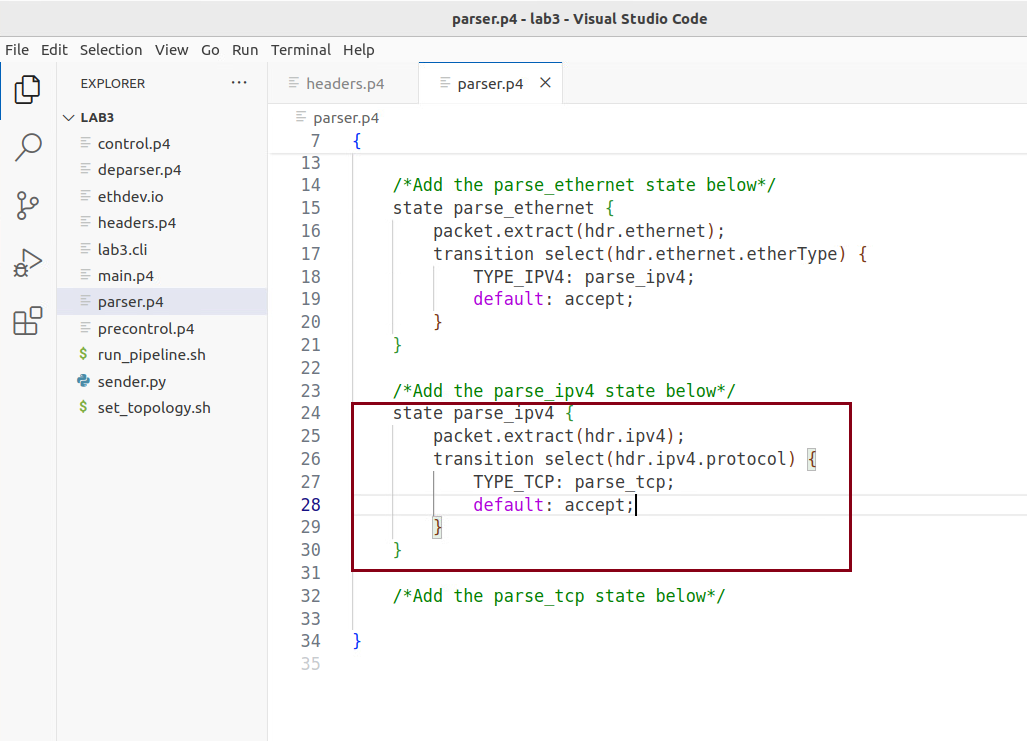 parser.p4 - lab3 - Visual Studio Code
File Edit Selection View Go Run Terminal Help
EXPLORER ···
LAB3
control.p4
deparser.p4
ethdev.io
headers.p4
lab3.cli
main.p4
parser.p4
precontrol.p4
$ run_pipeline.sh
sender.py
$ set_topology.sh
headers.p4
parser.p4
parser.p4
7 {
13
14 /*Add the parse_ethernet state below*/
15 state parse_ethernet {
16 packet.extract(hdr.ethernet);
17 transition select(hdr.ethernet.etherType) {
18 TYPE_IPV4: parse_ipv4;
19 default: accept;
20 }
21 }
22
23 /*Add the parse_ipv4 state below*/
24 state parse_ipv4 {
25 packet.extract(hdr.ipv4);
26 transition select(hdr.ipv4.protocol) {
27 TYPE_TCP: parse_tcp;
28 default: accept;
29 }
30 }
31
32 /*Add the parse_tcp state below*/
33
34 }
35